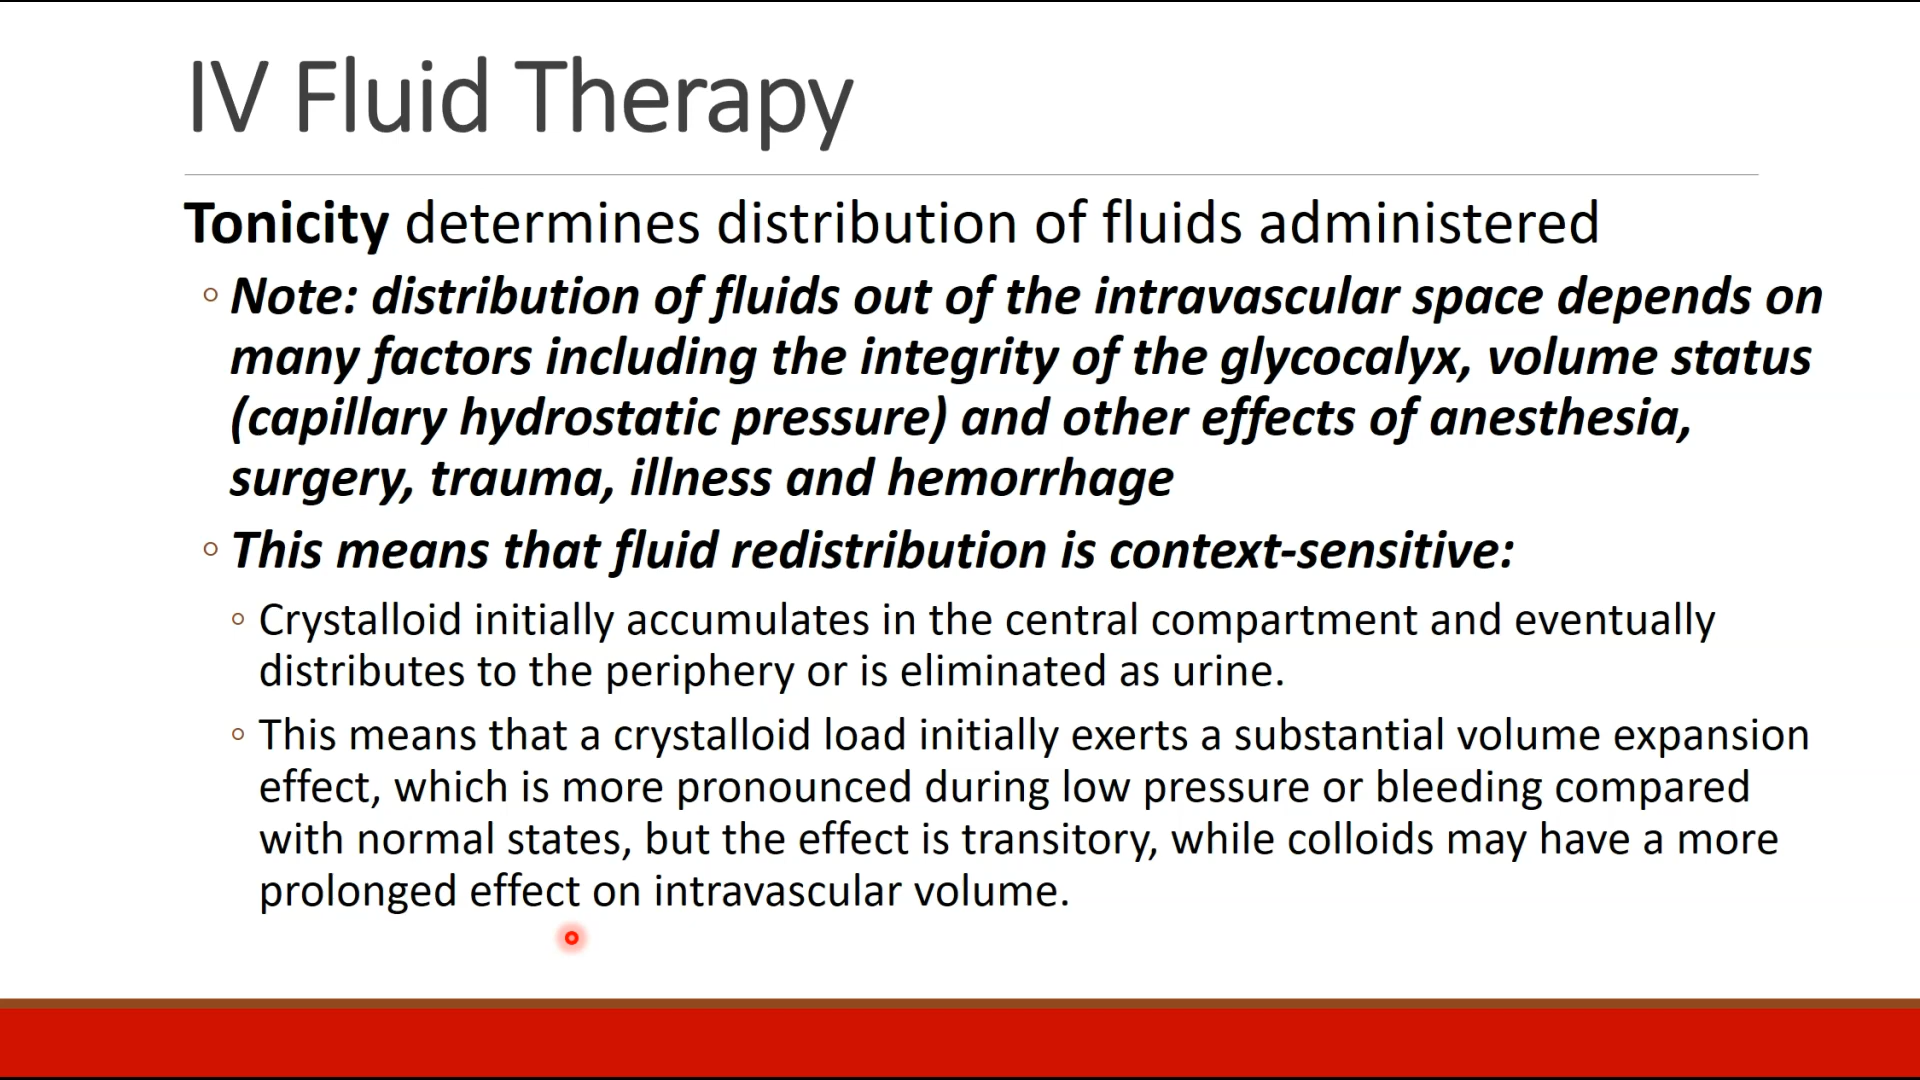 IV Fluid Therapy
Tonicity determines distribution of fluids administered
◦ Note: distribution of fluids out of the intravascular space depends on
many factors including the integrity of the glycocalyx, volume status
(capillary hydrostatic pressure) and other effects of anesthesia,
surgery, trauma, illness and hemorrhage
◦ This means that fluid redistribution is context-sensitive:
◦ Crystalloid initially accumulates in the central compartment and eventually
distributes to the periphery or is eliminated as urine.
◦ This means that a crystalloid load initially exerts a substantial volume expansion
effect, which is more pronounced during low pressure or bleeding compared
with normal states, but the effect is transitory, while colloids may have a more
prolonged effect on intravascular volume.